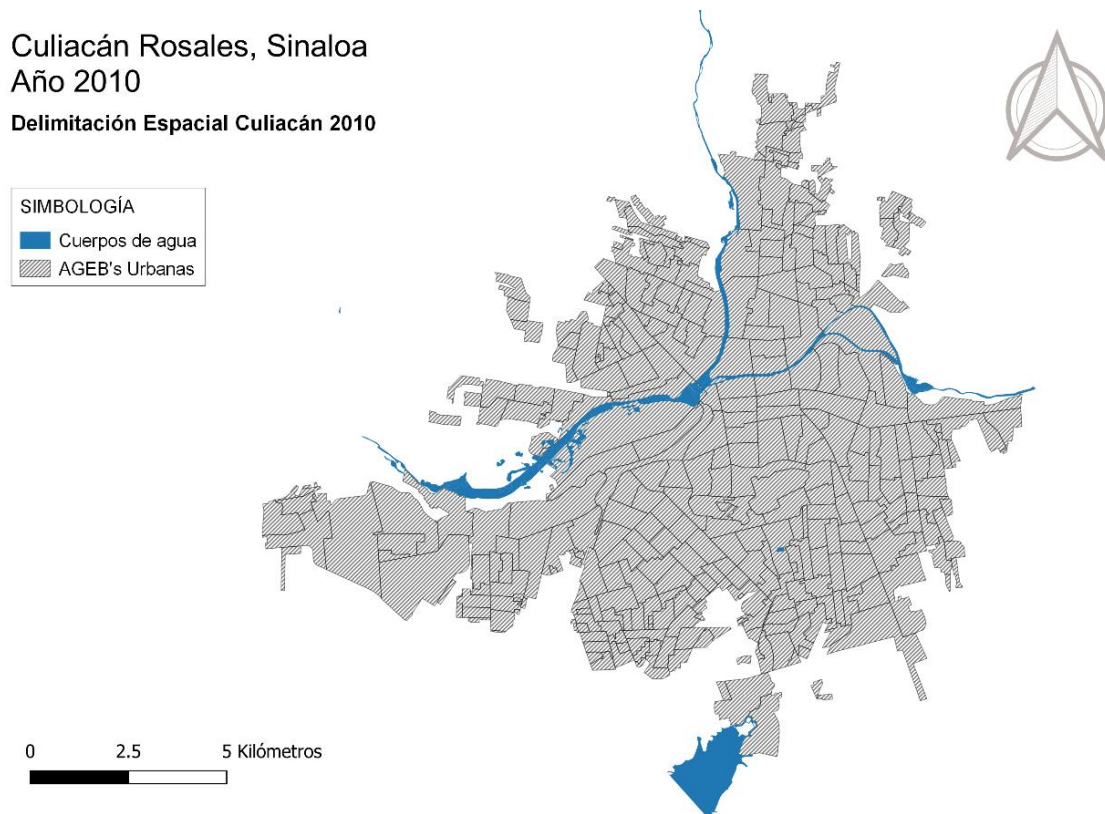 Culiacán Rosales, Sinaloa
Año 2010
Delimitación Espacial Culiacán 2010
SIMBOLOGÍA
Cuerpos de agua
AGEB's Urbanas
0 2.5 5 Kilómetros